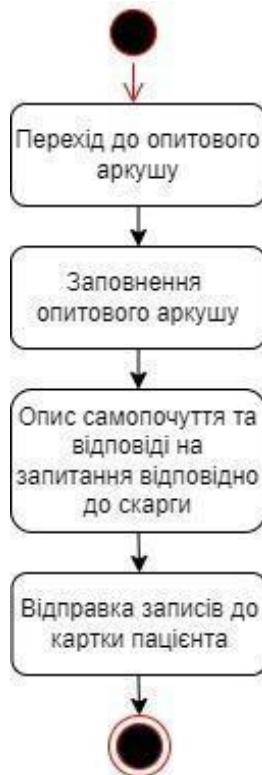 Перехід до опитового
аркушу
Заповнення
опитового аркушу
Опис самопочуття та
відповіді на
запитання відповідно
до скарги
Відправка записів до
картки пацієнта